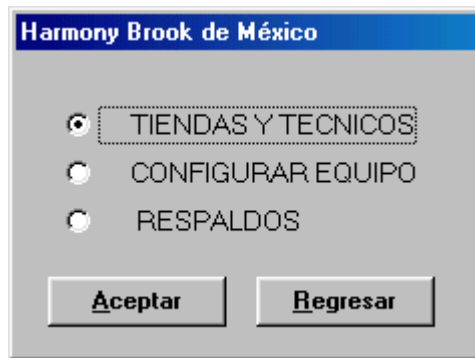 Harmony Brook de México
TIENDAS Y TECNICOS
CONFIGURAR EQUIPO
RESPALDOS
Aceptar Regresar